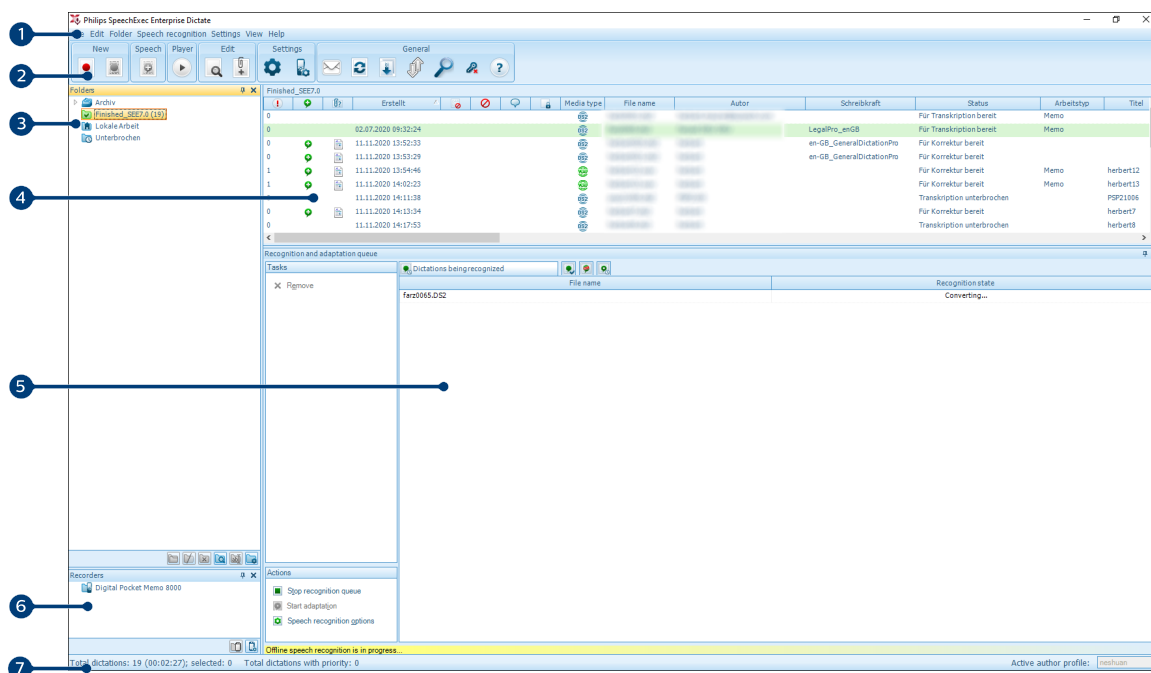 Philips SpeechExec Enterprise Dictate
1
Edit Folder Speech recognition Settings View Help
New Speech Player Edit Settings General
2
Folders
Finished_SEE7.0
Archiv
Erstellt Media type File name Autor Schreibkraft Status Arbeitstyp Titel
3
Finished_SEE7.0 (19)
0 DS2 Für Transkription bereit Memo
Lokale Arbeit
0 02.07.2020 09:32:24 DS2 LegalPro_enGB Für Transkription bereit Memo
Unterbrochen
0 11.11.2020 13:52:33 DS2 en-GB_GeneralDictationPro Für Korrektur bereit
0 11.11.2020 13:53:29 DS2 en-GB_GeneralDictationPro Für Korrektur bereit
1 11.11.2020 13:54:46 Für Korrektur bereit Memo herbert12
1 11.11.2020 14:02:23 Für Korrektur bereit Memo herbert13
4
11.11.2020 14:11:38 DS2 Transkription unterbrochen PSP21006
0 11.11.2020 14:13:34 DS2 Für Korrektur bereit herbert7
0 11.11.2020 14:17:53 DS2 Transkription unterbrochen herbert8
Recognition and adaptation queue
Tasks
Dictations being recognized
Remove
File name Recognition state
farz0065.DS2 Converting...
5
Recorders
Digital Pocket Memo 8000
6
Actions
Stop recognition queue
Start adaptation
Speech recognition options
Offline speech recognition is in progress...
7
Total dictations: 19 (00:02:27); selected: 0 Total dictations with priority: 0
Active author profile: neshuan